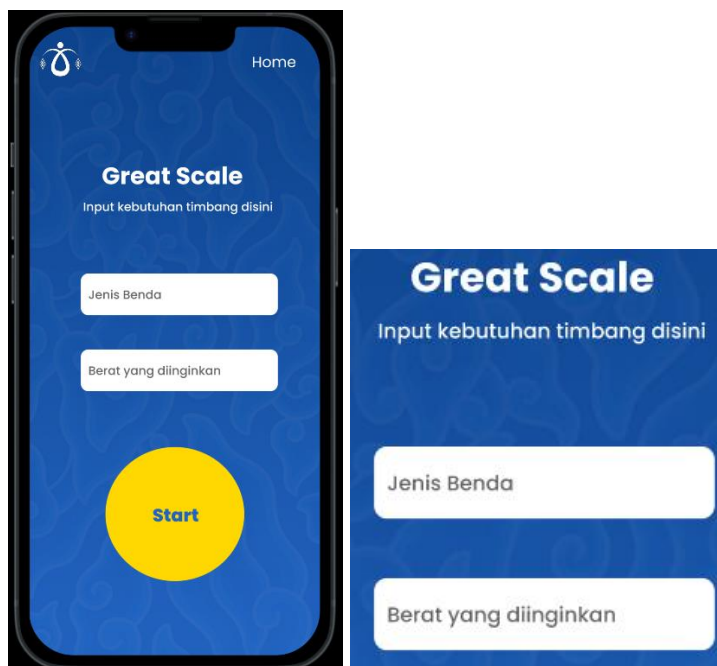 Home
Great Scale
Input kebutuhan timbang disini
Jenis Benda
Berat yang diinginkan
Start
Great Scale
Input kebutuhan timbang disini
Jenis Benda
Berat yang diinginkan